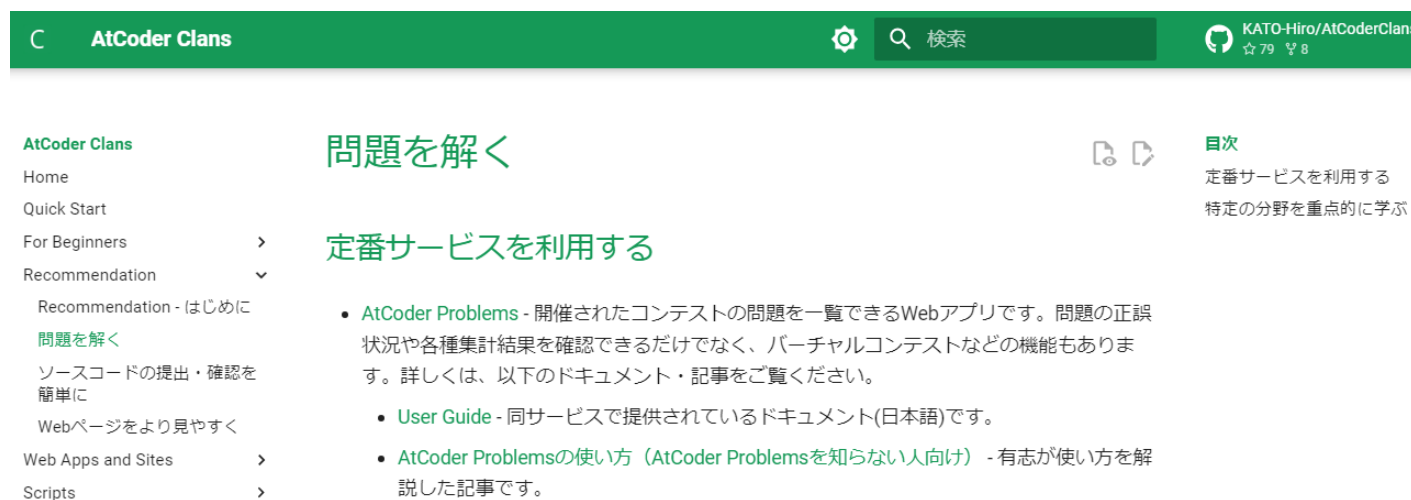 C AtCoder Clans
検索
KATO-Hiro/AtCoderClans
☆ 79 8
AtCoder Clans
Home
Quick Start
For Beginners
Recommendation
Recommendation - はじめに
問題を解く
ソースコードの提出・確認を
簡単に
Webページをより見やすく
Web Apps and Sites
Scripts
問題を解く
定番サービスを利用する
AtCoder Problems - 開催されたコンテストの問題を一覧できるWebアプリです。問題の正誤
状況や各種集計結果を確認できるだけでなく、バーチャルコンテストなどの機能もありま
す。詳しくは、以下のドキュメント・記事をご覧ください。
User Guide - 同サービスで提供されているドキュメント(日本語)です。
AtCoder Problemsの使い方（AtCoder Problemsを知らない人向け） - 有志が使い方を解
説した記事です。
目次
定番サービスを利用する
特定の分野を重点的に学ぶ